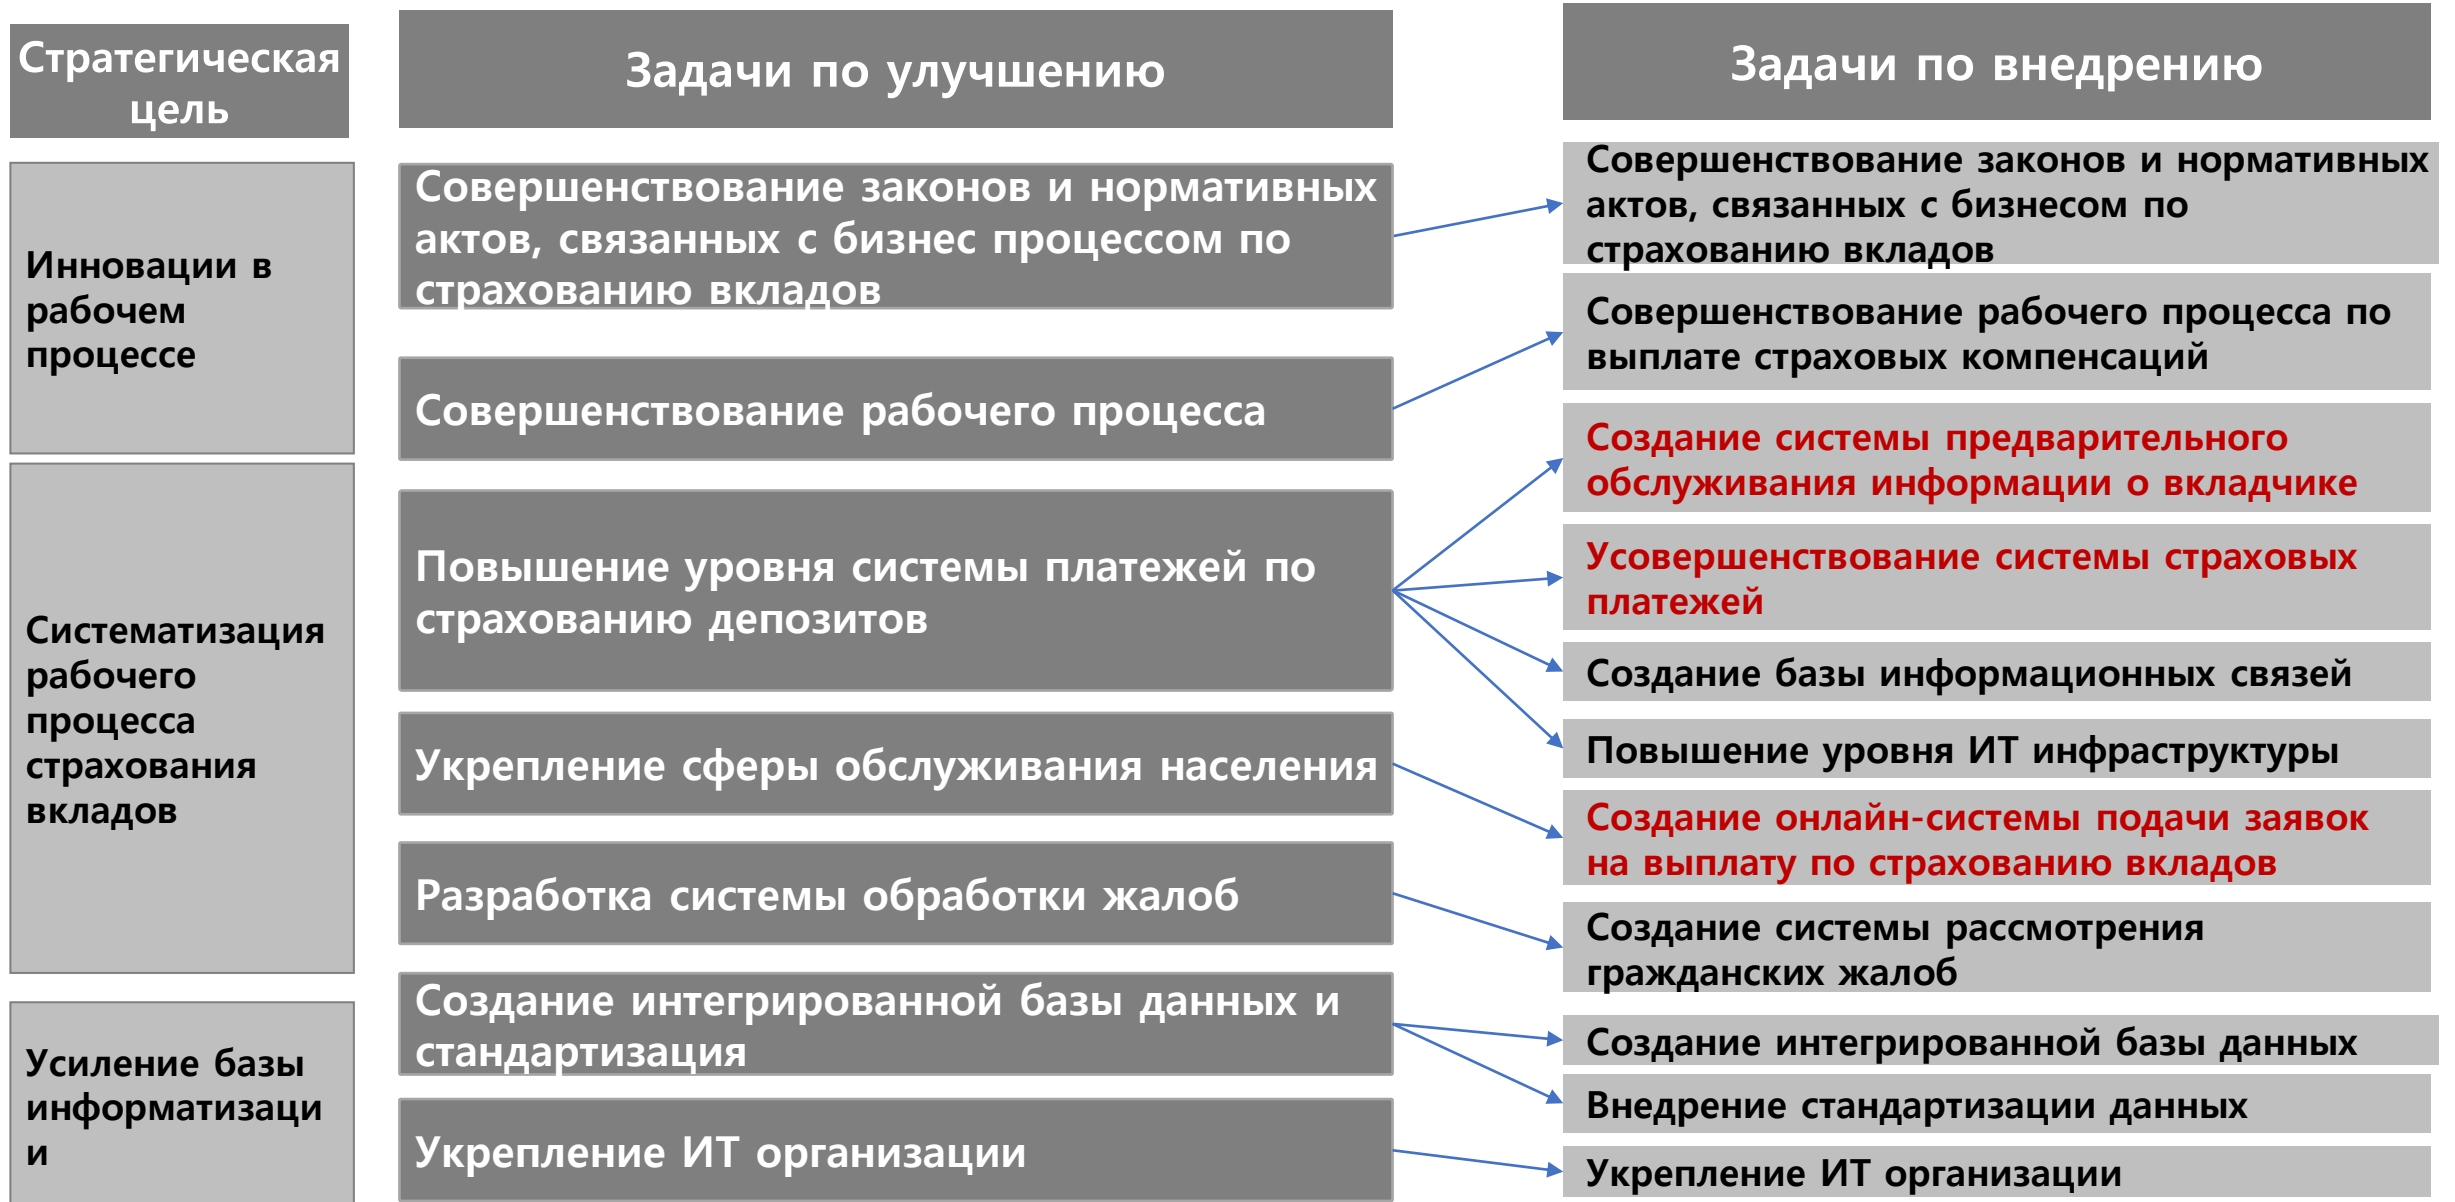 Стратегическая
цель
Задачи по улучшению
Задачи по внедрению
Инновации в
рабочем
процессе
Систематизация
рабочего
процесса
страхования
вкладов
Усиление базы
информатизаци
и
Совершенствование законов и нормативных
актов, связанных с бизнес процессом по
страхованию вкладов
Совершенствование рабочего процесса
Повышение уровня системы платежей по
страхованию депозитов
Укрепление сферы обслуживания населения
Разработка системы обработки жалоб
Создание интегрированной базы данных и
стандартизация
Укрепление ИТ организации
Совершенствование законов и нормативных
актов, связанных с бизнесом по
страхованию вкладов
Совершенствование рабочего процесса по
выплате страховых компенсаций
Создание системы предварительного
обслуживания информации о вкладчике
Усовершенствование системы страховых
платежей
Создание базы информационных связей
Повышение уровня ИТ инфраструктуры
Создание онлайн-системы подачи заявок
на выплату по страхованию вкладов
Создание системы рассмотрения
гражданских жалоб
Создание интегрированной базы данных
Внедрение стандартизации данных
Укрепление ИТ организации